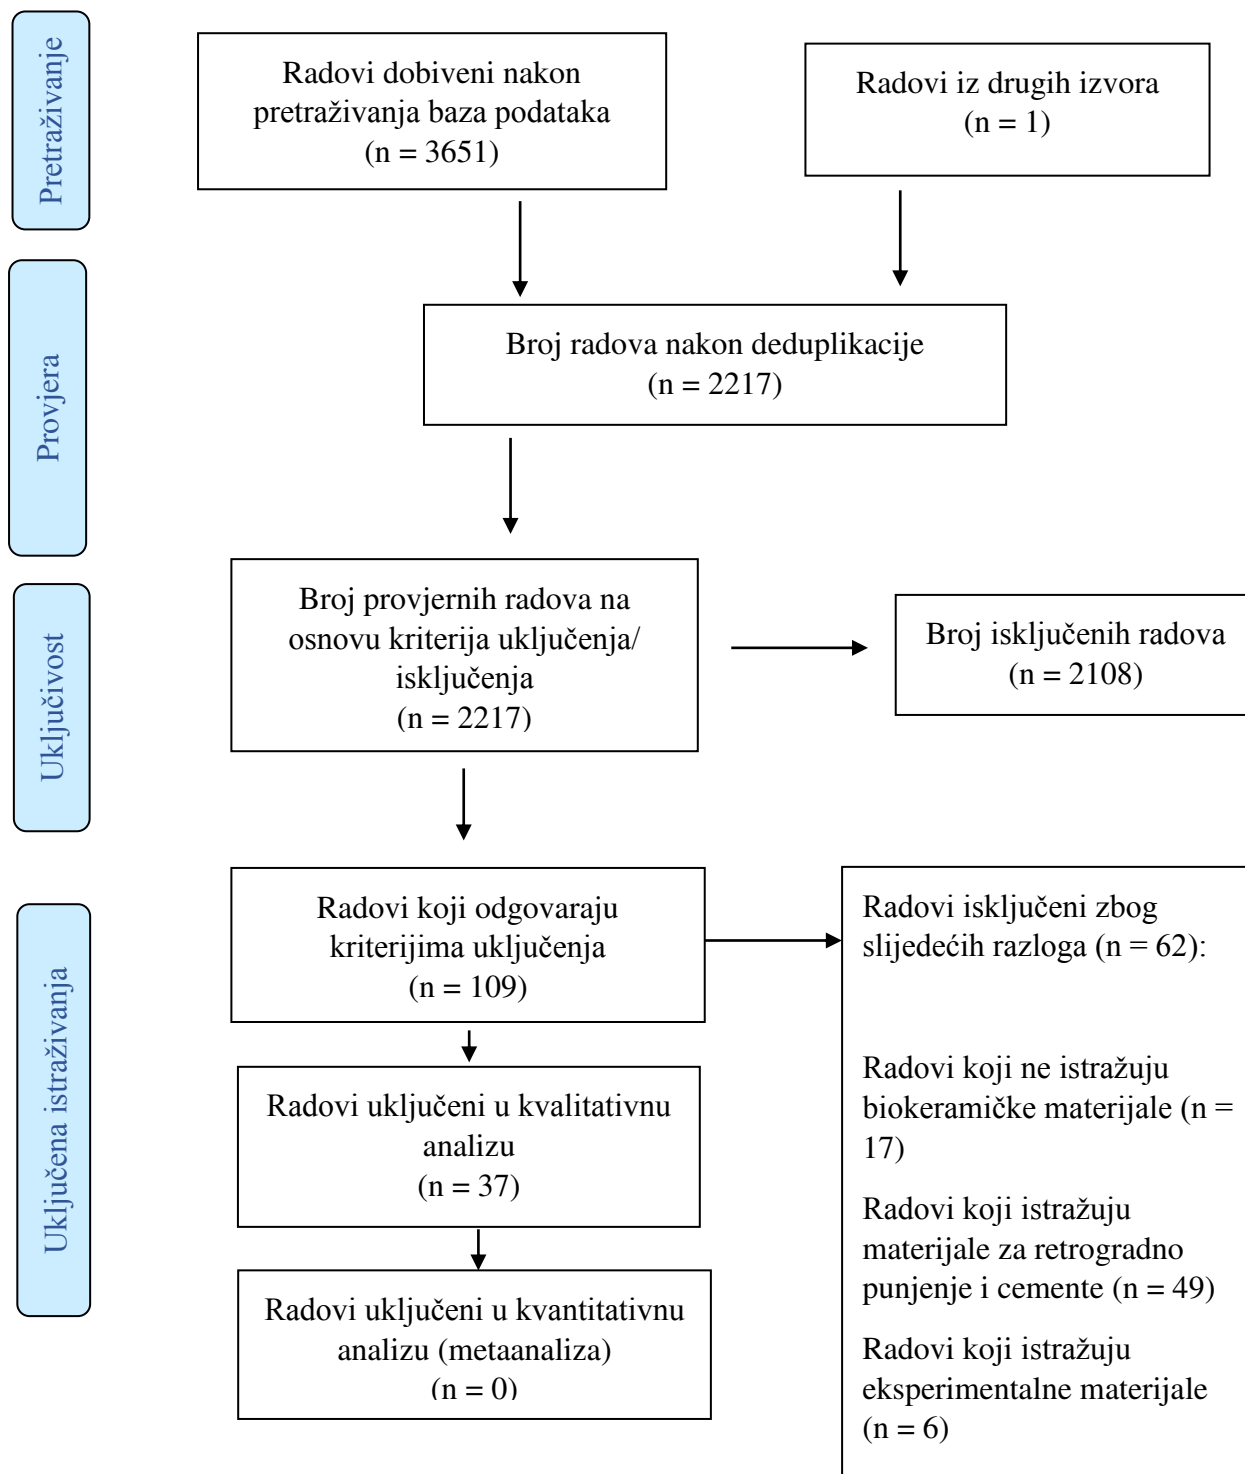 Pretraživanje
Radovi dobiveni nakon
pretraživanja baza podataka
(n = 3651)
Radovi iz drugih izvora
(n = 1)
Provjera
Broj radova nakon deduplikacije
(n = 2217)
Uključivost
Broj provjernih radova na
osnovu kriterija uključenja/
isključenja
(n = 2217)
Broj isključenih radova
(n = 2108)
Uključena istraživanja
Radovi koji odgovaraju
kriterijima uključenja
(n = 109)
Radovi isključeni zbog
slijedećih razloga (n = 62):
Radovi koji ne istražuju
biokeramičke materijale (n =
17)
Radovi koji istražuju
materijale za retrogradno
punjenje i cemente (n = 49)
Radovi koji istražuju
eksperimentalne materijale
(n = 6)
Radovi uključeni u kvalitativnu
analizu
(n = 37)
Radovi uključeni u kvantitativnu
analizu (metaanaliza)
(n = 0)